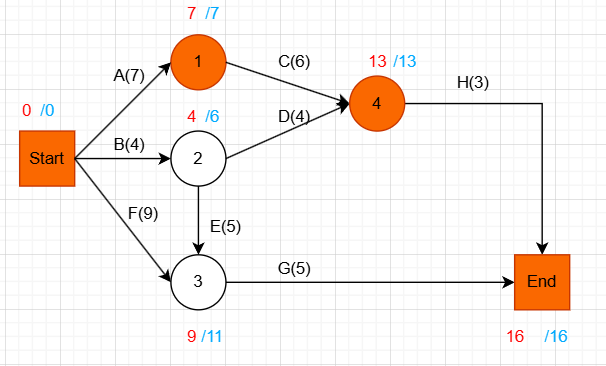 7 /7
C(6)
13 /13
1
A(7)
H(3)
4
0 /0
4 /6
D(4)
B(4)
Start
2
F(9)
E(5)
G(5)
3
End
9 /11
16 /16